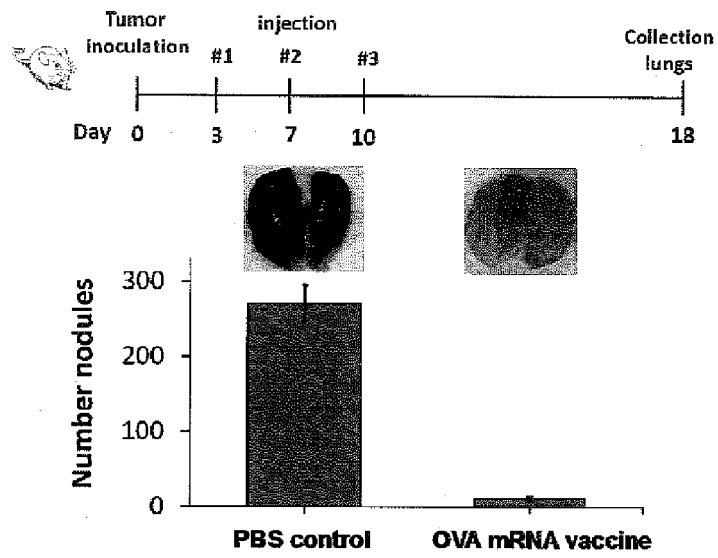 Tumor
inoculation
injection
#1 #2 #3
Collection
lungs
Day 0 3 7 10 18
300
200
100
0
Number nodules
PBS control OVA mRNA vaccine